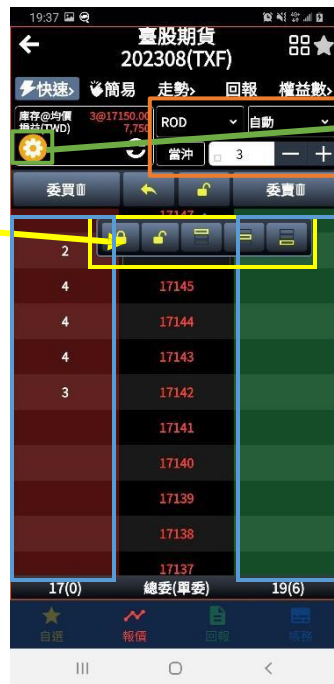 19:37
臺股期貨
202308(TXF)
快速› 簡易 走勢› 回報 權益數›
庫存@均價 3@17150.00
損益(TWD) 7,750
ROD 自動
當沖 3 — +
委買 委賣
17147
2
4 17145
4 17144
4 17143
3 17142
17141
17140
17139
17138
17137
17(0) 總委(單委) 19(6)
自選 報價 回報 帳務